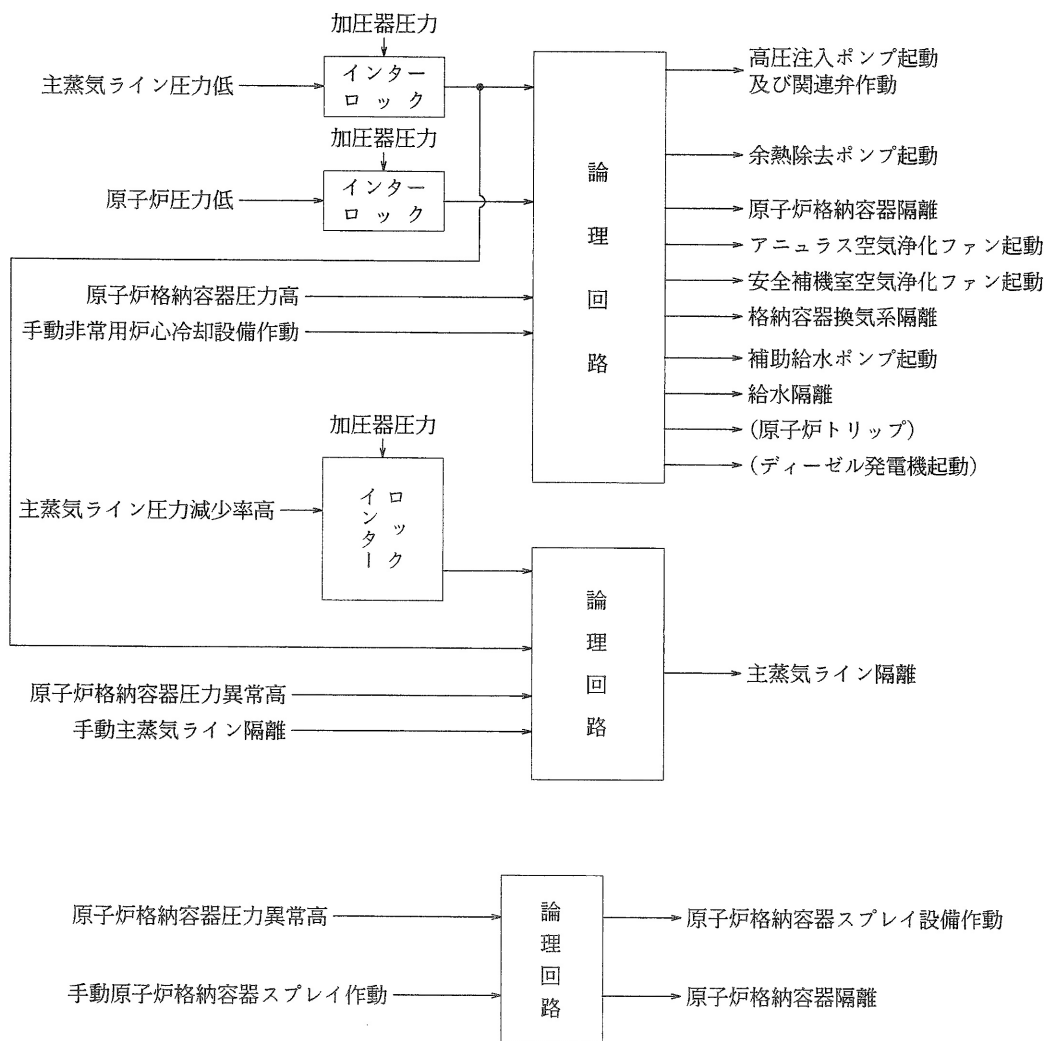 加圧器圧力
主蒸気ライン圧力低
インター
ロック
加圧器圧力
原子炉圧力低
インター
ロック
原子炉格納容器圧力高
手動非常用炉心冷却設備作動
論理回路
高圧注入ポンプ起動
及び関連弁作動
余熱除去ポンプ起動
原子炉格納容器隔離
アニュラス空気浄化ファン起動
安全補機室空気浄化ファン起動
格納容器換気系隔離
補助給水ポンプ起動
給水隔離
(原子炉トリップ)
(ディーゼル発電機起動)
加圧器圧力
主蒸気ライン圧力減少率高
インター
ロック
原子炉格納容器圧力異常高
手動主蒸気ライン隔離
論理回路
主蒸気ライン隔離
原子炉格納容器圧力異常高
手動原子炉格納容器スプレイ作動
論理回路
原子炉格納容器スプレイ設備作動
原子炉格納容器隔離